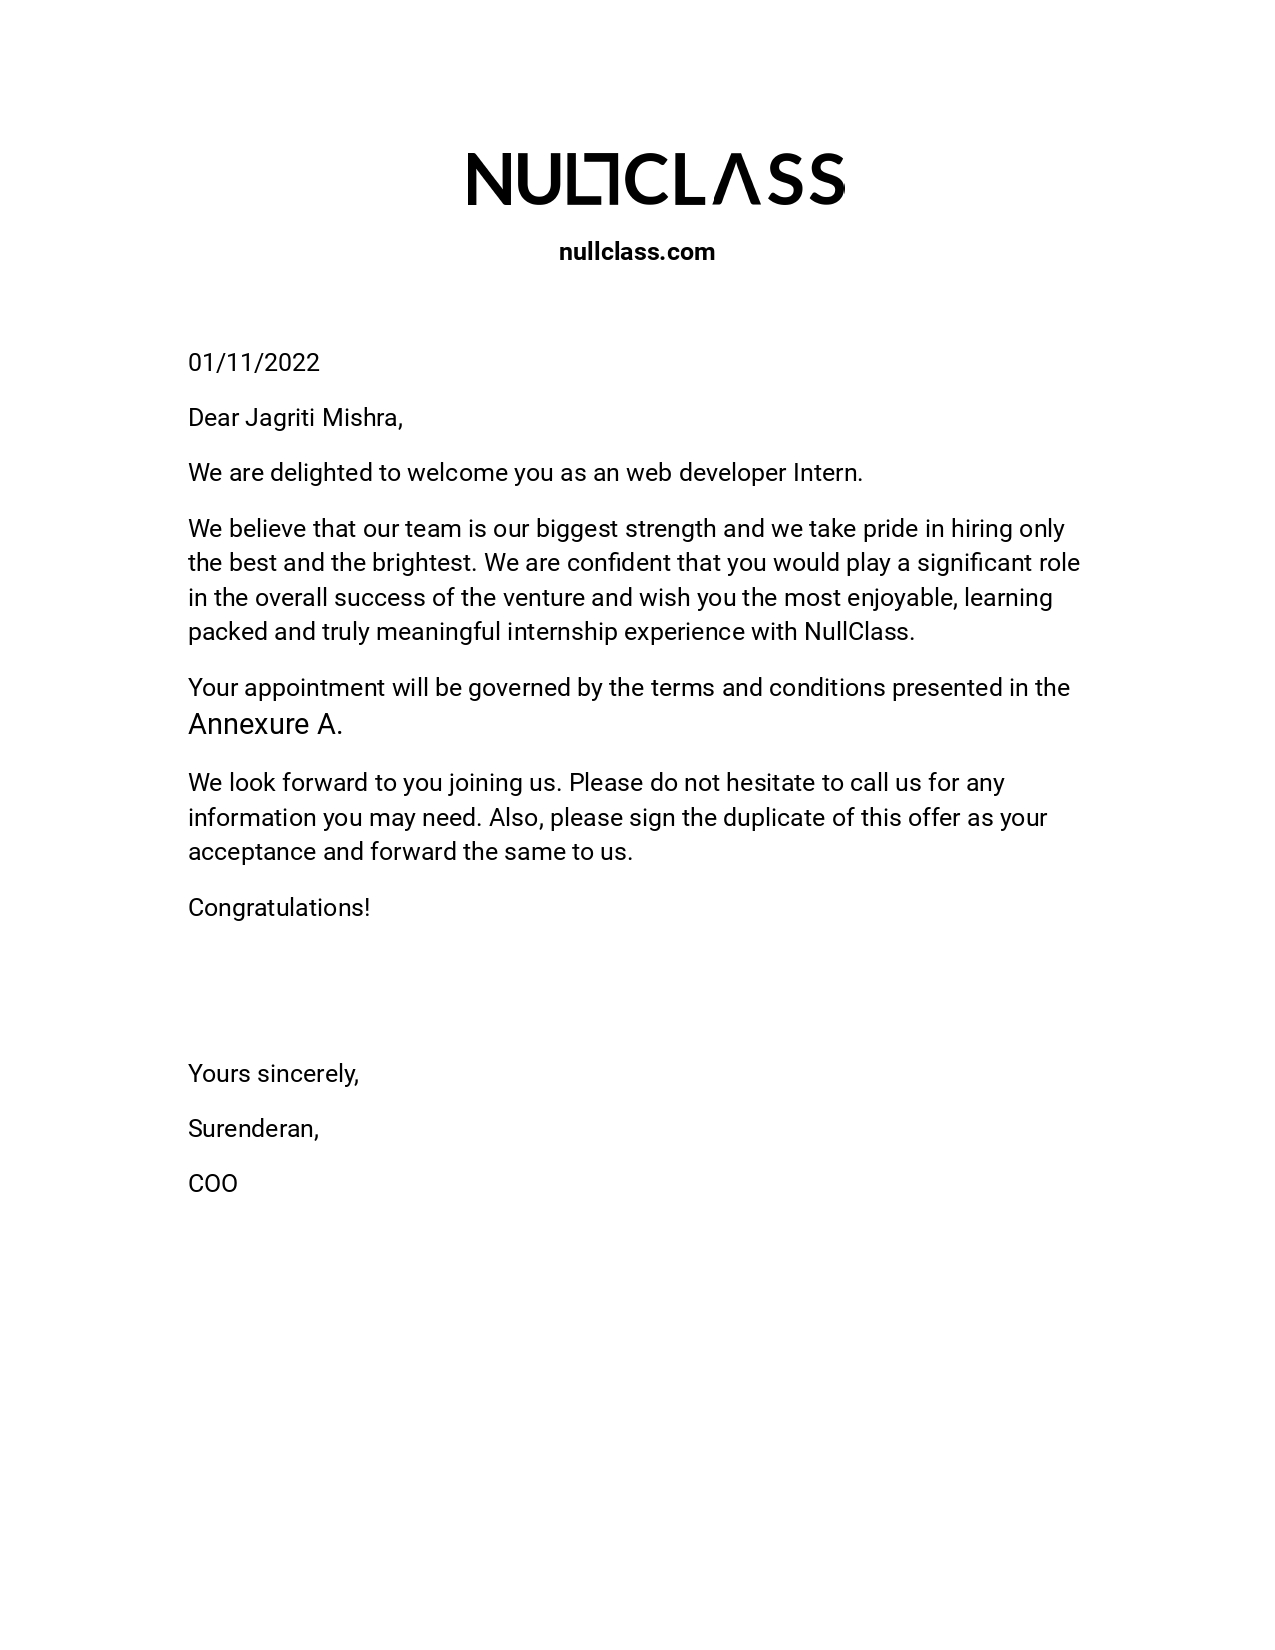 NULLCLASS
nullclass.com
01/11/2022
Dear Jagriti Mishra,
We are delighted to welcome you as an web developer Intern.
We believe that our team is our biggest strength and we take pride in hiring only
the best and the brightest. We are confident that you would play a significant role
in the overall success of the venture and wish you the most enjoyable, learning
packed and truly meaningful internship experience with NullClass.
Your appointment will be governed by the terms and conditions presented in the
Annexure A.
We look forward to you joining us. Please do not hesitate to call us for any
information you may need. Also, please sign the duplicate of this offer as your
acceptance and forward the same to us.
Congratulations!
Yours sincerely,
Surenderan,
COO